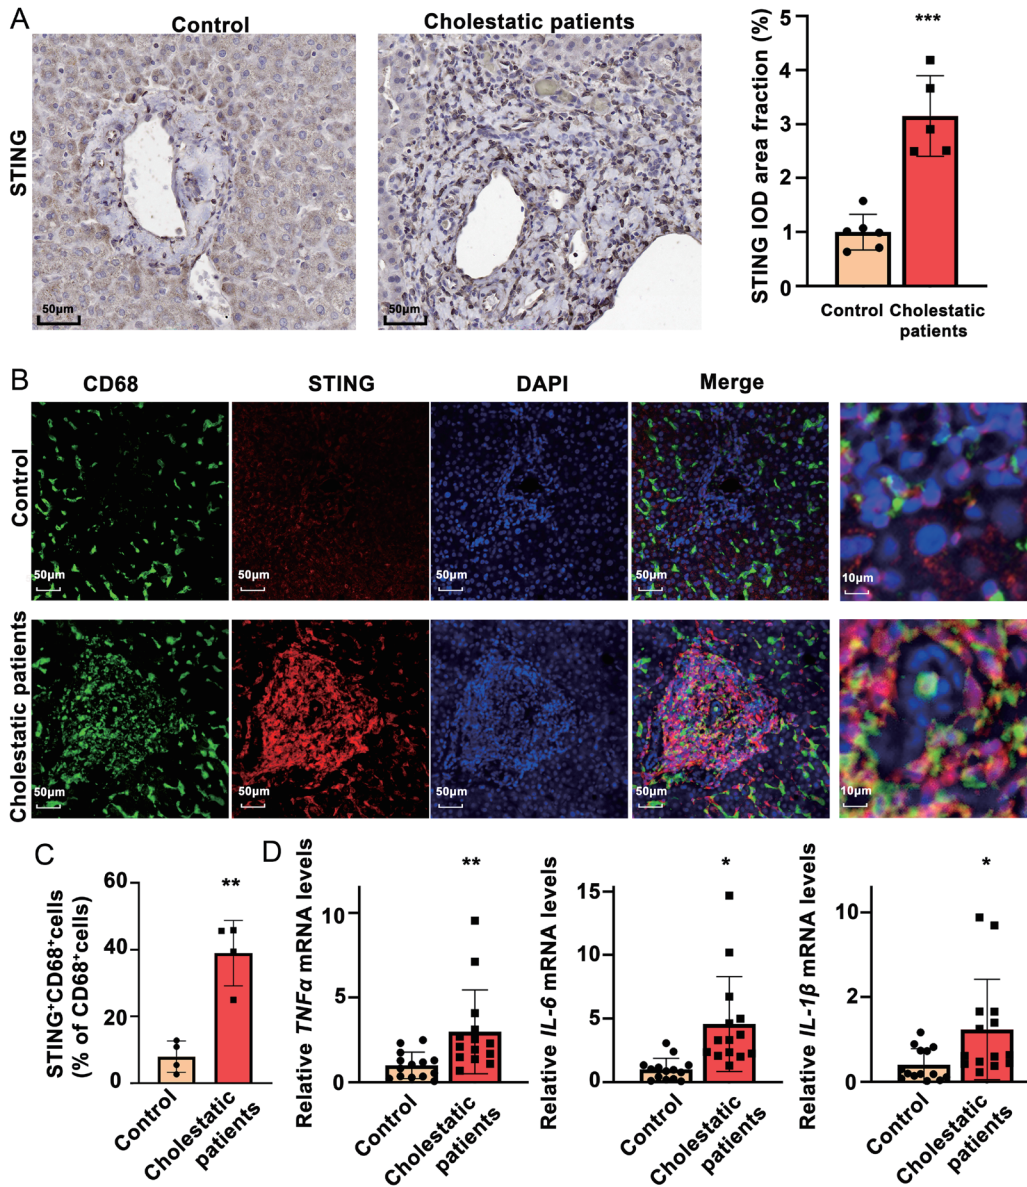 A
Control
Cholestatic patients
STING
50μm
50μm
STING IOD area fraction (%)
5
4
3
2
1
0
***
Control
Cholestatic
patients
B
CD68
STING
DAPI
Merge
Control
50μm
50μm
50μm
50μm
10μm
Cholestatic patients
50μm
50μm
50μm
50μm
10μm
C
STING⁺CD68⁺cells
(% of CD68⁺cells)
60
40
20
0
**
Control
Cholestatic
patients
D
Relative TNFα mRNA levels
10
5
0
**
Control
Cholestatic
patients
Relative IL-6 mRNA levels
15
10
5
0
*
Control
Cholestatic
patients
Relative IL-1β mRNA levels
10
2
0
*
Control
Cholestatic
patients